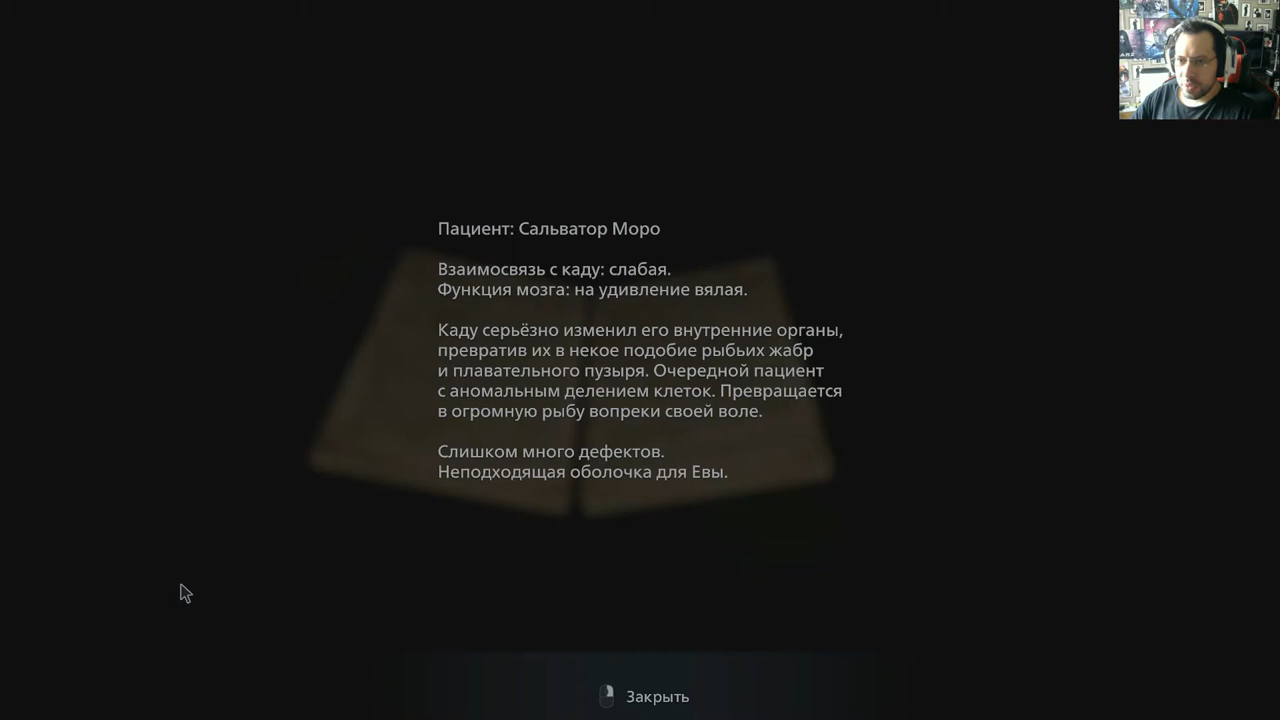 Пациент: Сальватор Моро
Взаимосвязь с каду: слабая.
Функция мозга: на удивление вялая.
Каду серьёзно изменил его внутренние органы,
превратив их в некое подобие рыбьих жабр
и плавательного пузыря. Очередной пациент
с аномальным делением клеток. Превращается
в огромную рыбу вопреки своей воле.
Слишком много дефектов.
Неподходящая оболочка для Евы.
Закрыть